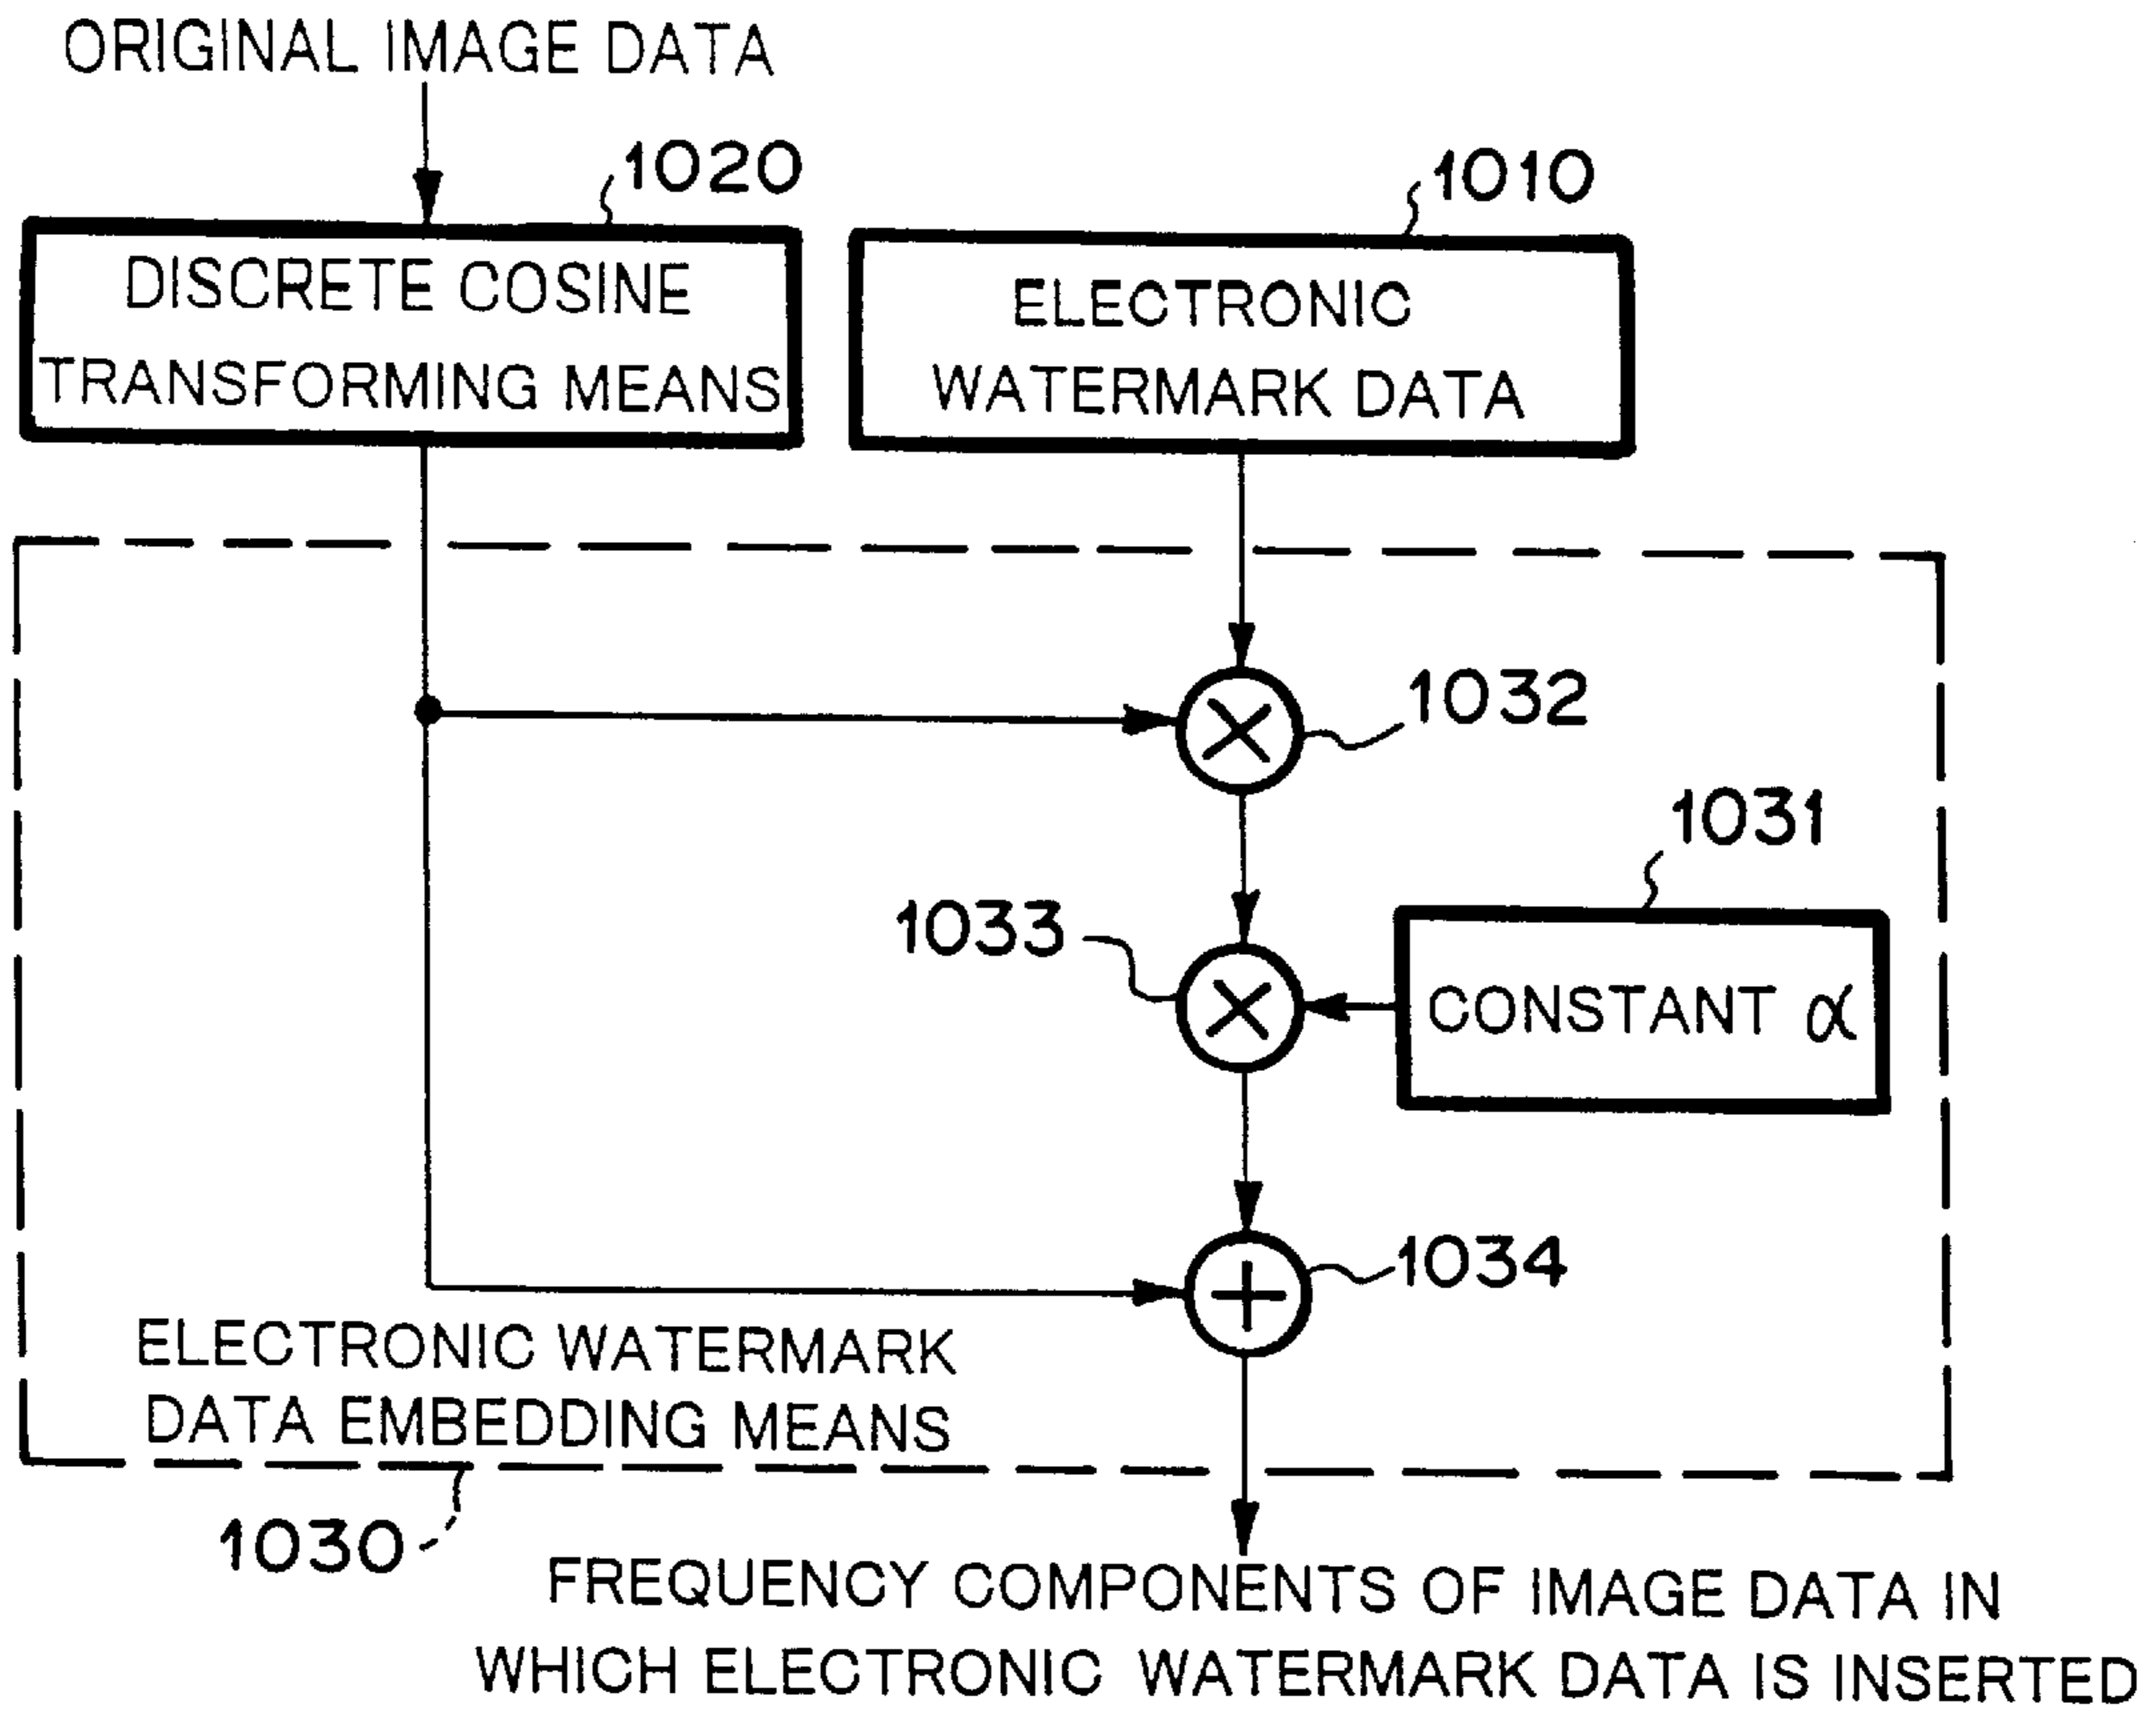 ORIGINAL IMAGE DATA
1020
1010
DISCRETE COSINE
TRANSFORMING MEANS
ELECTRONIC
WATERMARK DATA
1032
1031
1033
CONSTANT α
1034
ELECTRONIC WATERMARK
DATA EMBEDDING MEANS
1030
FREQUENCY COMPONENTS OF IMAGE DATA IN
WHICH ELECTRONIC WATERMARK DATA IS INSERTED